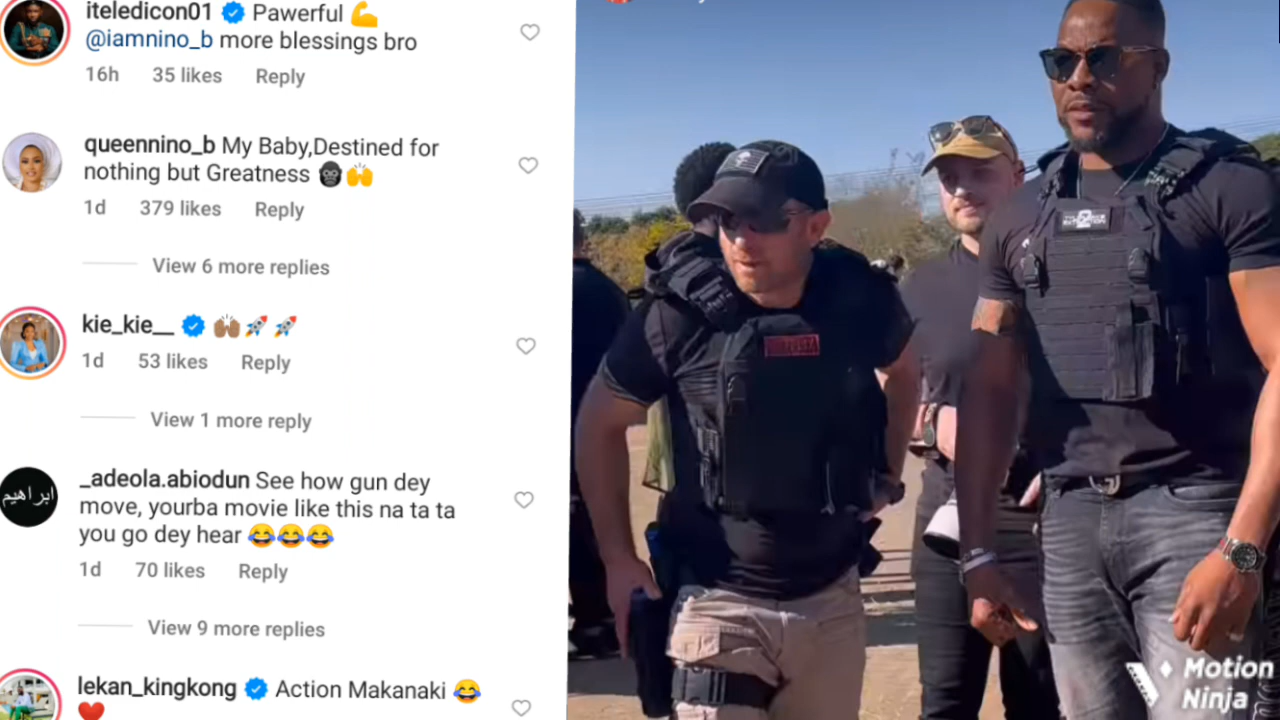 iteledicon01 Pawerful 💪
@iamnino_b more blessings bro
16h 35 likes Reply
queennino_b My Baby,Destined for
nothing but Greatness 🙌
1d 379 likes Reply
View 6 more replies
kie_kie__ 🙌🏾🚀🚀
1d 53 likes Reply
View 1 more reply
ابراهيم
_adeola.abiodun See how gun dey
move, yourba movie like this na ta ta
you go dey hear 😂😂😂
1d 70 likes Reply
View 9 more replies
lekan_kingkong Action Makanaki 😂
❤️
Motion
Ninja